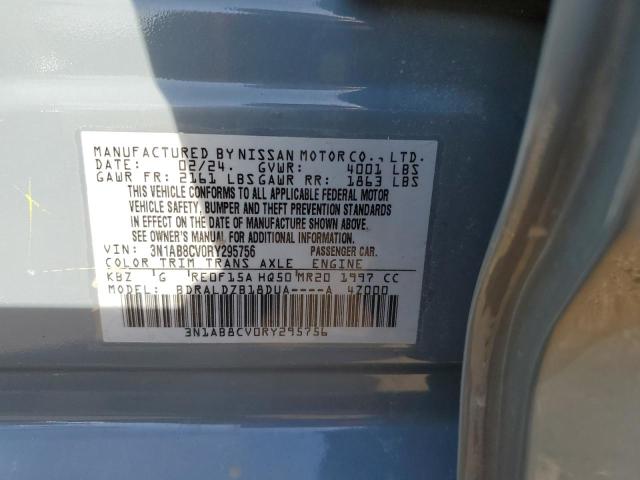 MANUFACTURED BY NISSAN MOTOR CO., LTD.
DATE: 02/24. GVWR: 4001 LBS
GAWR FR: 2161 LBS GAWR RR: 1863 LBS
THIS VEHICLE CONFORMS TO ALL APPLICABLE FEDERAL MOTOR
VEHICLE SAFETY, BUMPER AND THEFT PREVENTION STANDARDS
IN EFFECT ON THE DATE OF MANUFACTURE SHOWN ABOVE.
SEE OWNER'S MANUAL FOR ADDITIONAL INFORMATION.
VIN: 3N1AB8CV0RY295756 PASSENGER CAR.
COLOR TRIM TRANS AXLE ENGINE
KBZ G RE0F15A HQ50 MR20 1997 CC
MODEL: BDRALDZB18DUA----A 47000
3N1AB8CV0RY295756